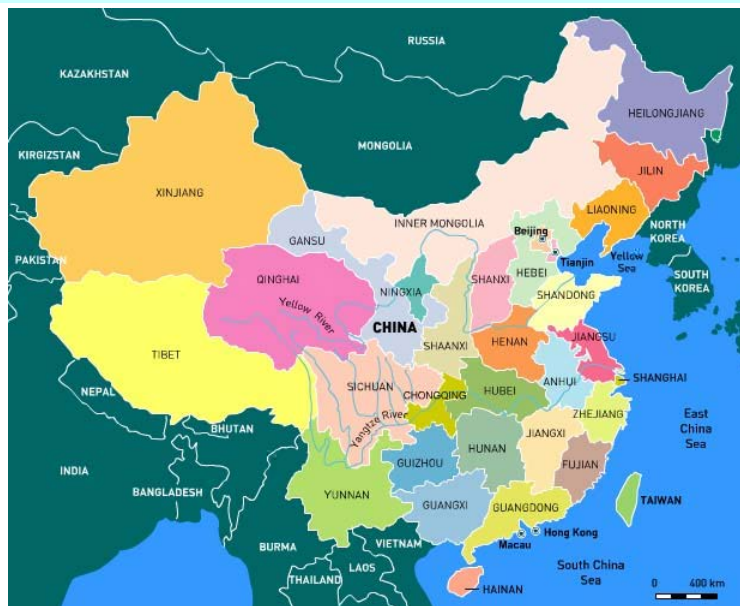 RUSSIA
KAZAKHSTAN
HEILONGJIANG
MONGOLIA
KIRGIZSTAN
JILIN
XINJIANG
LIAONING
INNER MONGOLIA
NORTH
KOREA
Beijing
GANSU
Tianjin
Yellow
Sea
PAKISTAN
HEBEI
SHANXI
SOUTH
KOREA
QINGHAI
NINGXIA
SHANDONG
Yellow River
CHINA
JIANGSU
HENAN
SHAANXI
TIBET
SHANGHAI
ANHUI
SICHUAN
CHONGQING
HUBEI
NEPAL
ZHEJIANG
East
China
Sea
Yangtze River
BHUTAN
JIANGXI
HUNAN
FUJIAN
GUIZHOU
INDIA
YUNNAN
BANGLADESH
TAIWAN
GUANGXI
GUANGDONG
Hong Kong
Macau
VIETNAM
BURMA
LAOS
South China
Sea
THAILAND
HAINAN
0 400 km